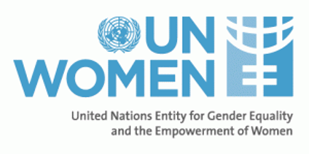 UN
WOMEN
United Nations Entity for Gender Equality
and the Empowerment of Women